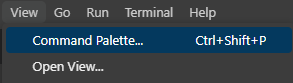 View Go Run Terminal Help
Command Palette... Ctrl+Shift+P
Open View...